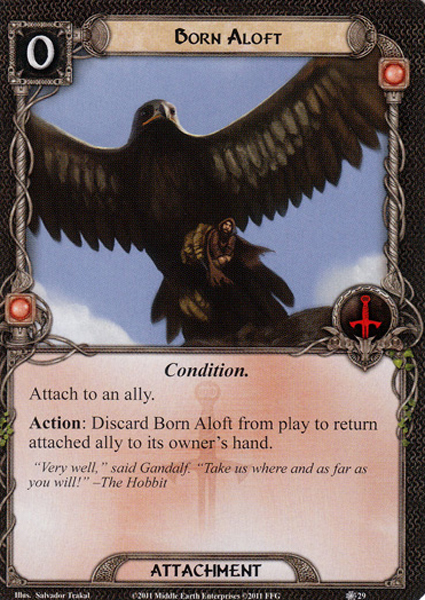 0
Born Aloft
Condition.
Attach to an ally.
Action: Discard Born Aloft from play to return
attached ally to its owner's hand.
"Very well," said Gandalf. "Take us where and as far as
you will!" –The Hobbit
ATTACHMENT
Illus. Salvador Trakal ©2011 Middle Earth Enterprises ©2011 FFG 29